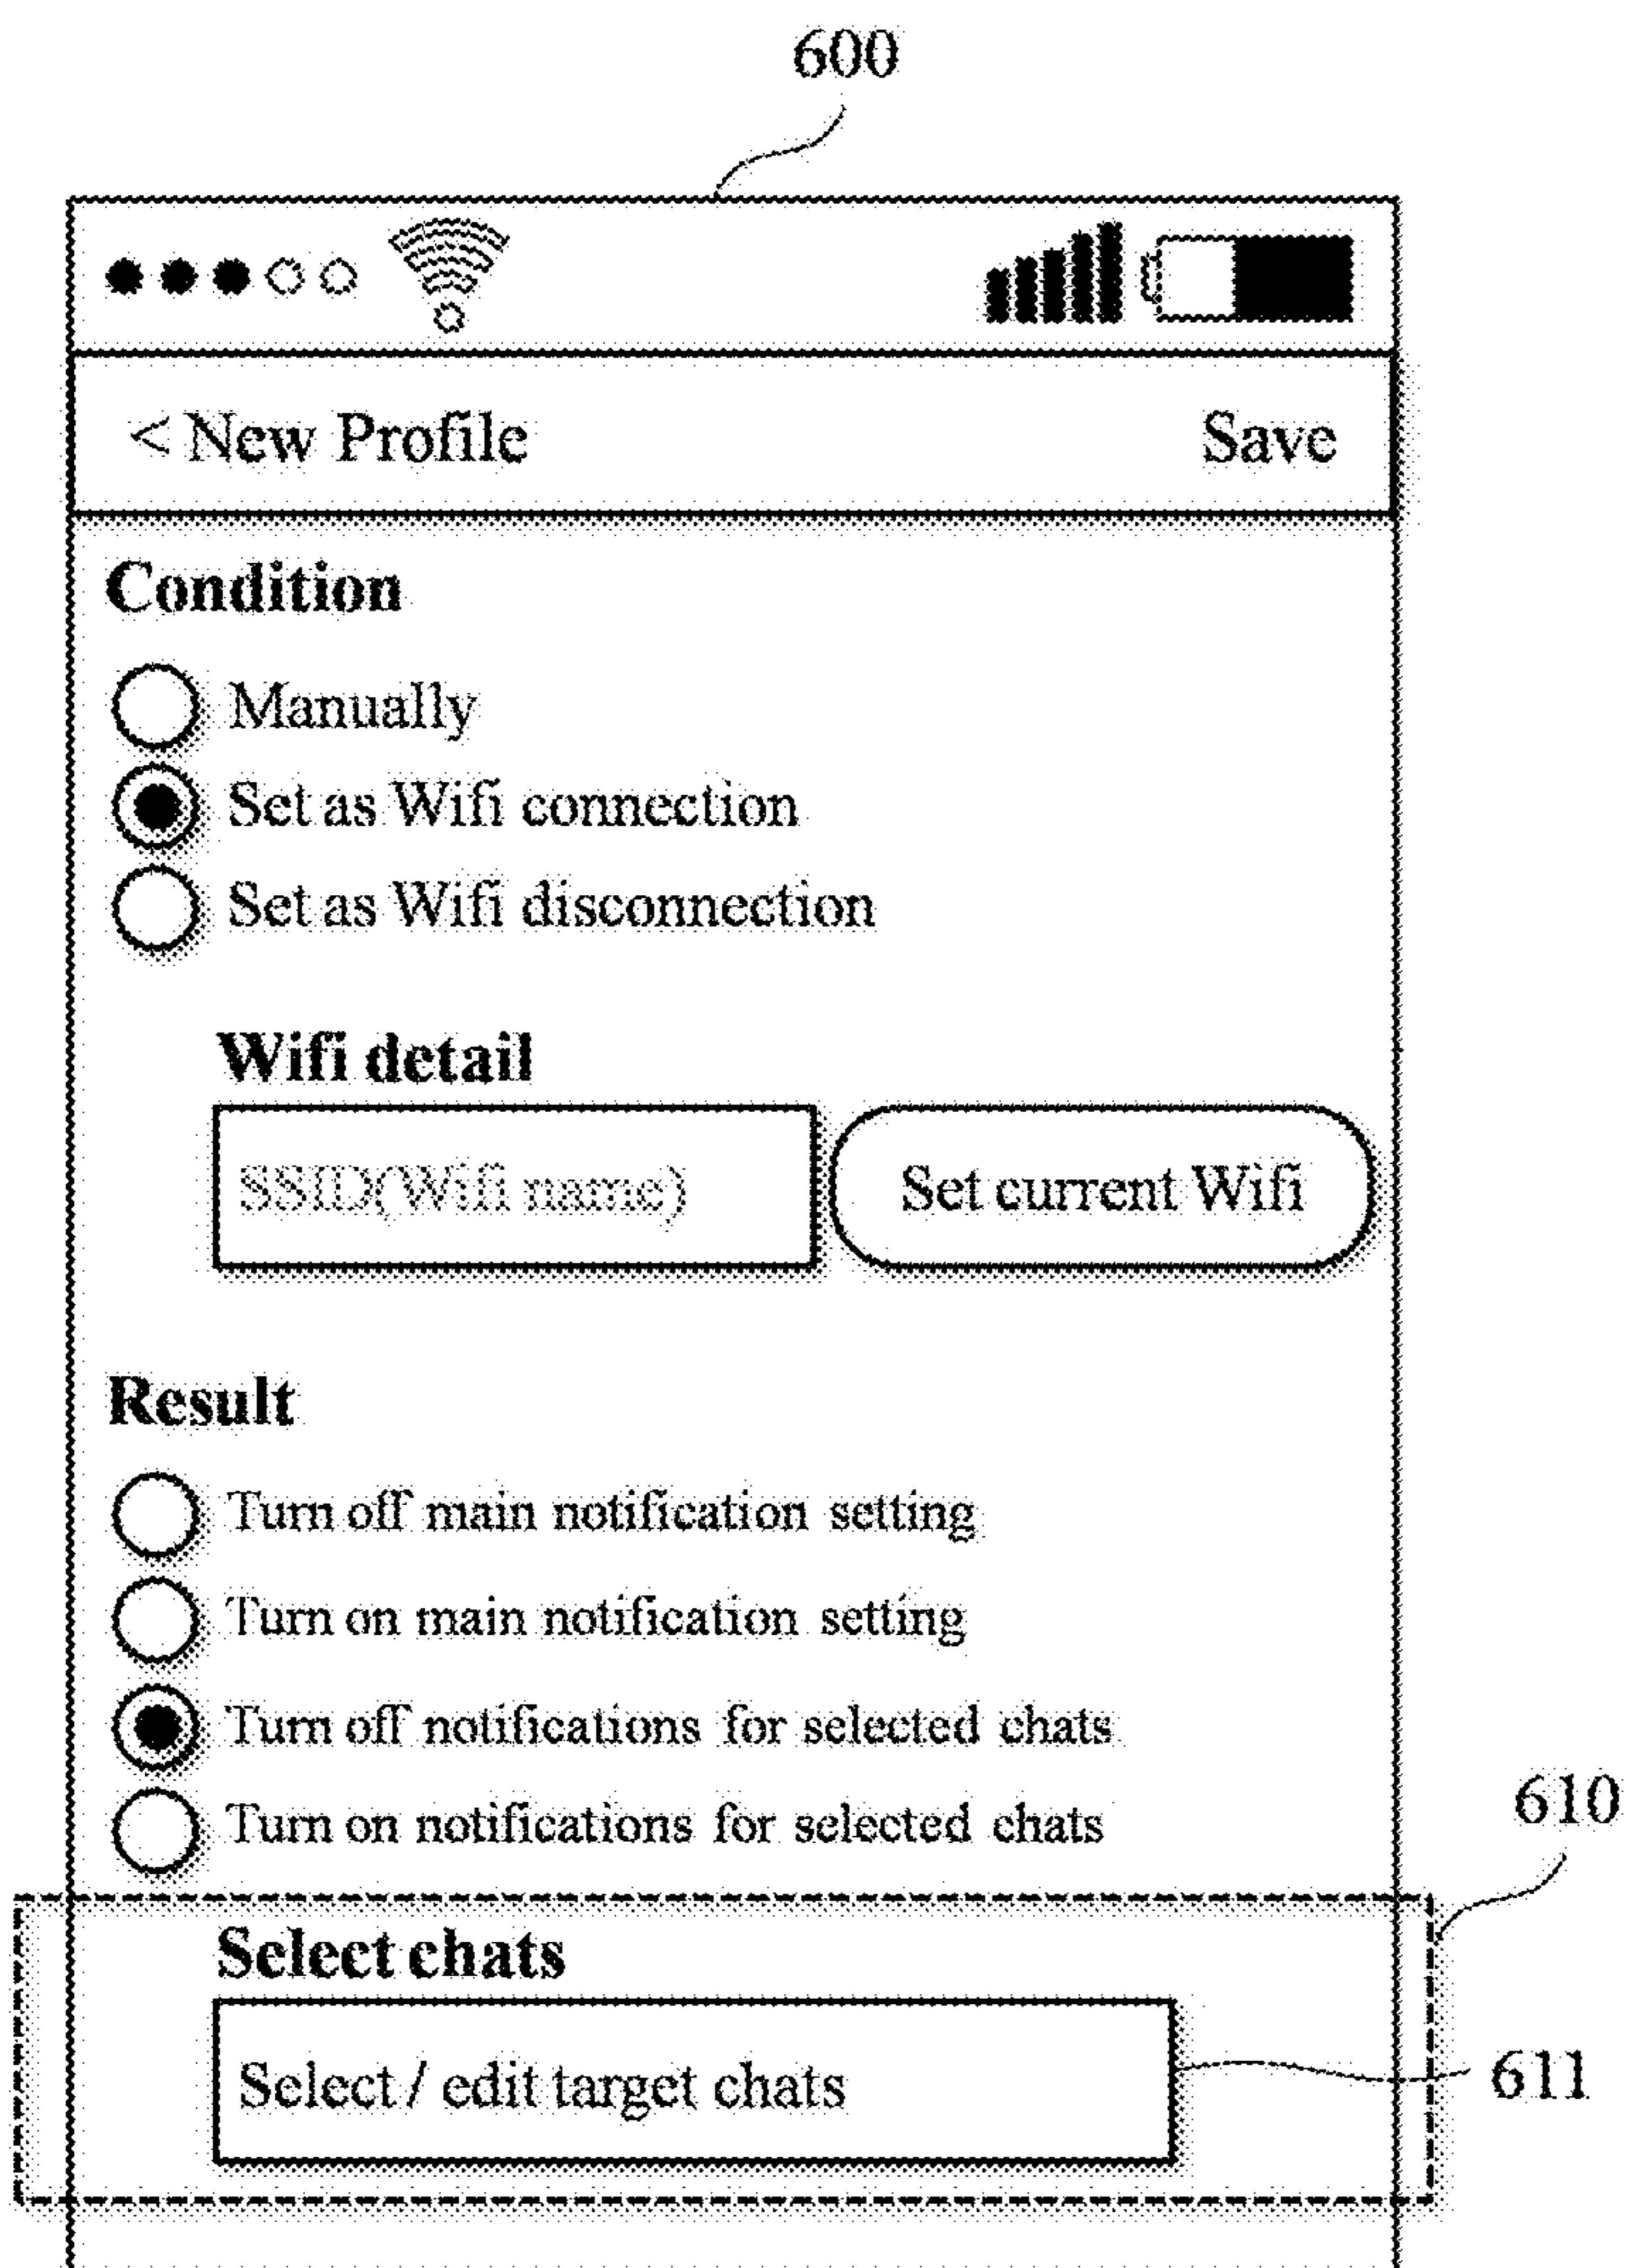 600
< New Profile Save
Condition
Manually
Set as Wifi connection
Set as Wifi disconnection
Wifi detail
SSID(Wifi name) Set current Wifi
Result
Turn off main notification setting
Turn on main notification setting
Turn off notifications for selected chats
Turn on notifications for selected chats
610
Select chats
Select / edit target chats
611